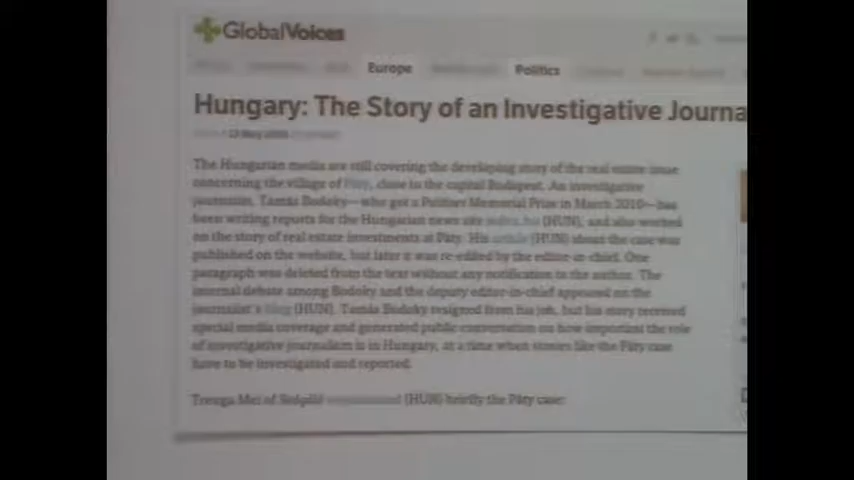 GlobalVoices
Europe
Politics
Hungary: The Story of an Investigative Journa
The Hungarian media are still covering the developing story of the real estate issue
concerning the village of Páty, close to the capital Budapest. An investigative
journalist, Tamás Bodoky—who got a Pulitzer Memorial Prize in March 2010—has
been writing reports for the Hungarian news site index.hu (HUN), and also worked
on the story of real estate investments at Páty. His article (HUN) about the case was
published on the website, but later it was re-edited by the editor-in-chief. One
paragraph was deleted from the text without any notification to the author. The
internal debate among Bodoky and the deputy editor-in-chief appeared on the
journalist's blog (HUN). Tamás Bodoky resigned from his job, but his story received
special media coverage and generated public conversation on how important the role
of investigative journalism is in Hungary, at a time when stories like the Páty case
have to be investigated and reported.
Treuga Mei of (HUN) briefly the Páty case: